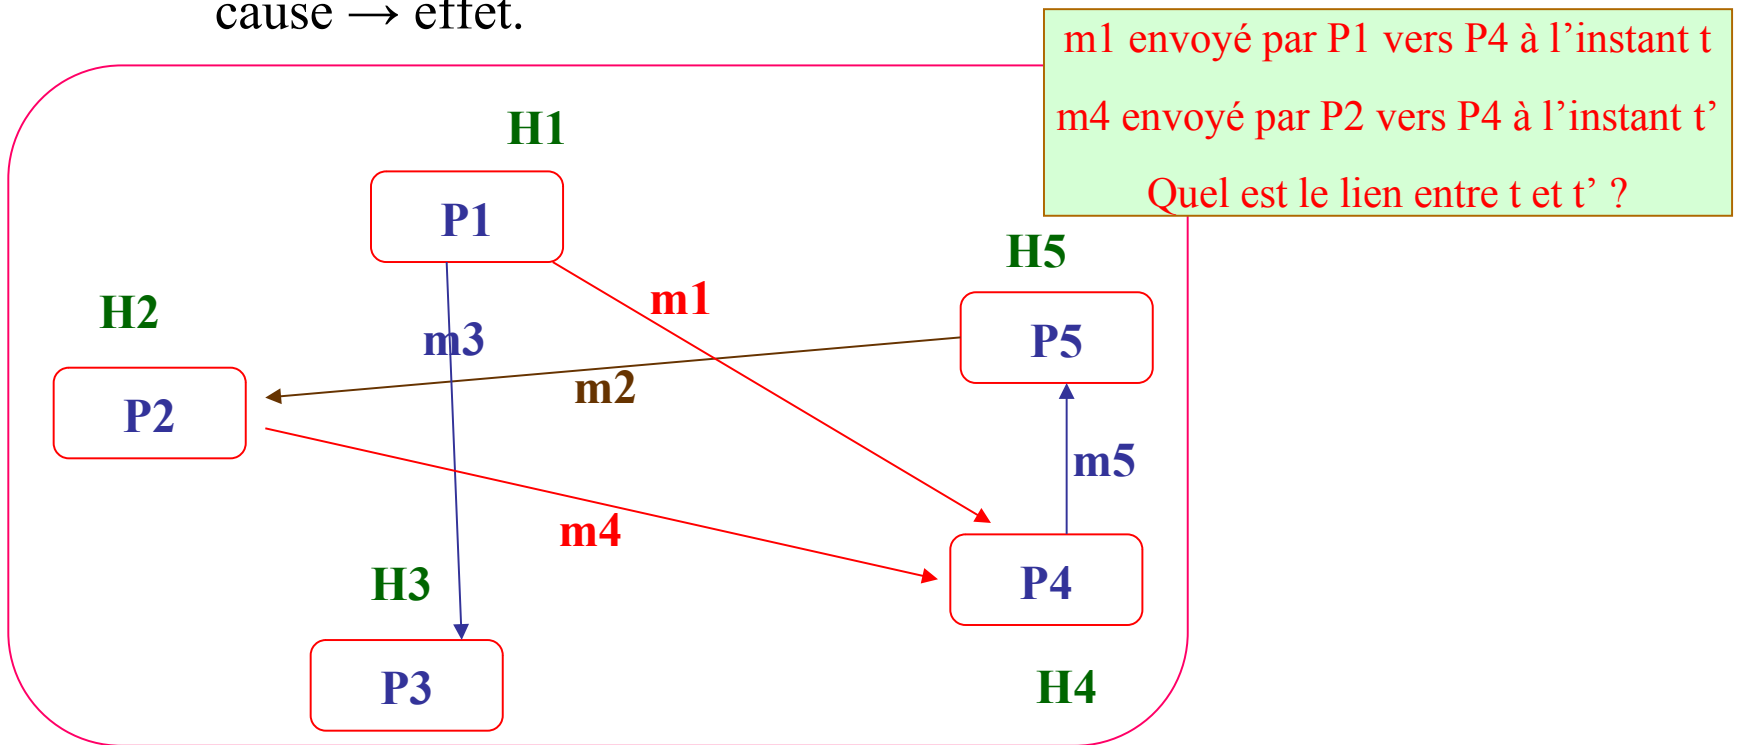 cause → effet.
m1 envoyé par P1 vers P4 à l’instant t
m4 envoyé par P2 vers P4 à l’instant t’
Quel est le lien entre t et t’ ?
H1
P1
H5
m1
H2
m3
P5
m2
P2
m5
m4
H3
P4
P3
H4